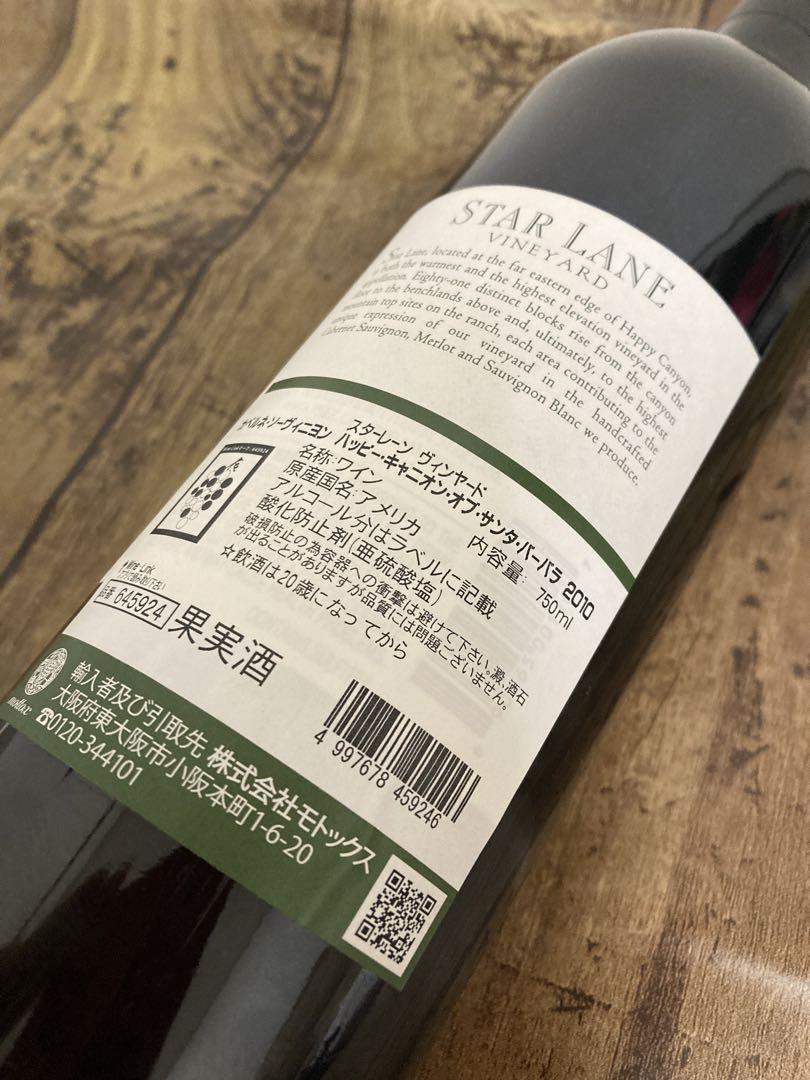 STAR LANE
VINEYARD
Star Lane, located at the far eastern edge of Happy Canyon,
is both the warmest and the highest elevation vineyard in the
appellation. Eighty-one distinct blocks rise from the canyon
floor to the benchlands above and, ultimately, to the highest
mountain top sites on the ranch, each area contributing to the
unique expression of our vineyard in the handcrafted
Cabernet Sauvignon, Merlot and Sauvignon Blanc we produce.
スターレーン ヴィンヤード
カベルネ・ソーヴィニヨン ハッピー・キャニオン・オブ・サンタ・バーバラ 2010
名称:ワイン
原産国名:アメリカ 内容量: 750ml
アルコール分はラベルに記載
酸化防止剤(亜硫酸塩)
破損防止の為容器への衝撃は避けて下さい。澱、酒石
が出ることがありますが品質には問題ございません。
☆飲酒は20歳になってから
品番 645924
果実酒
4 997678 459246
mottox
輸入者及び引取先 株式会社モトックス
大阪府東大阪市小阪本町1-6-20
☎0120-344101